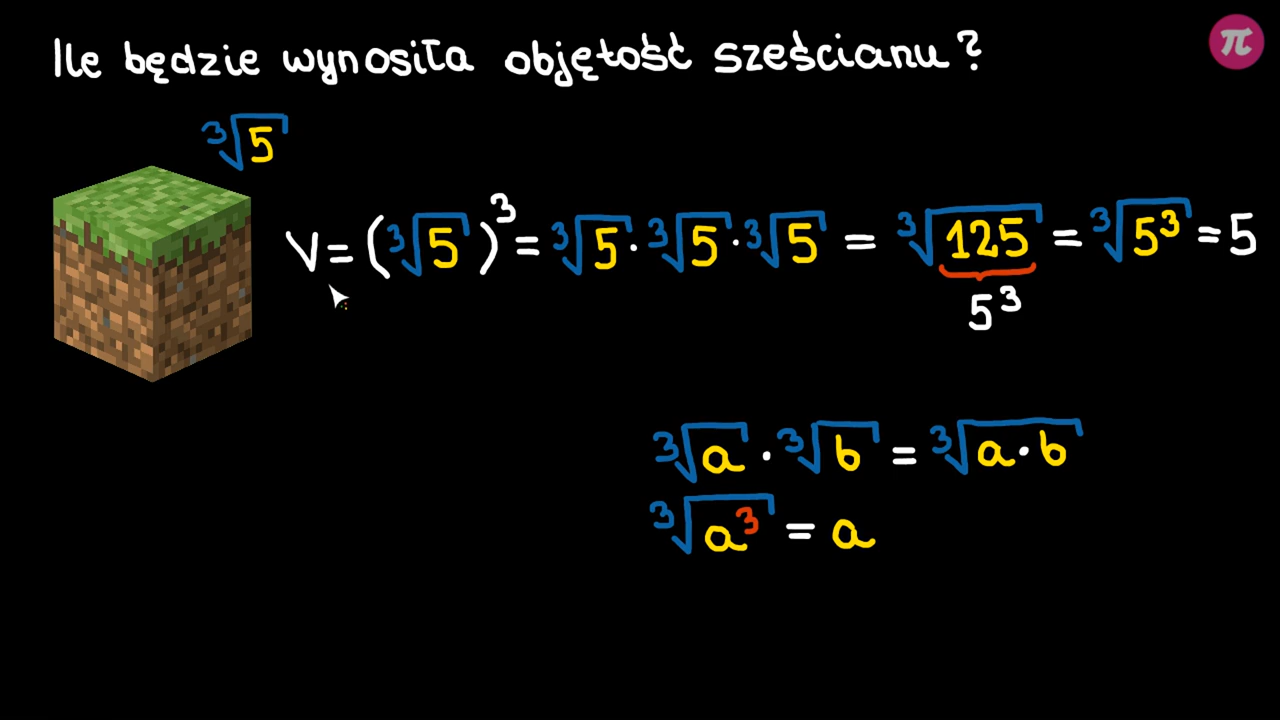 Ile będzie wynosiła objętość sześcianu?
π
∛5
V = (∛5)³ = ∛5 · ∛5 · ∛5 = ∛125 = ∛5³ = 5
5³
∛a · ∛b = ∛a·b
∛a³ = a